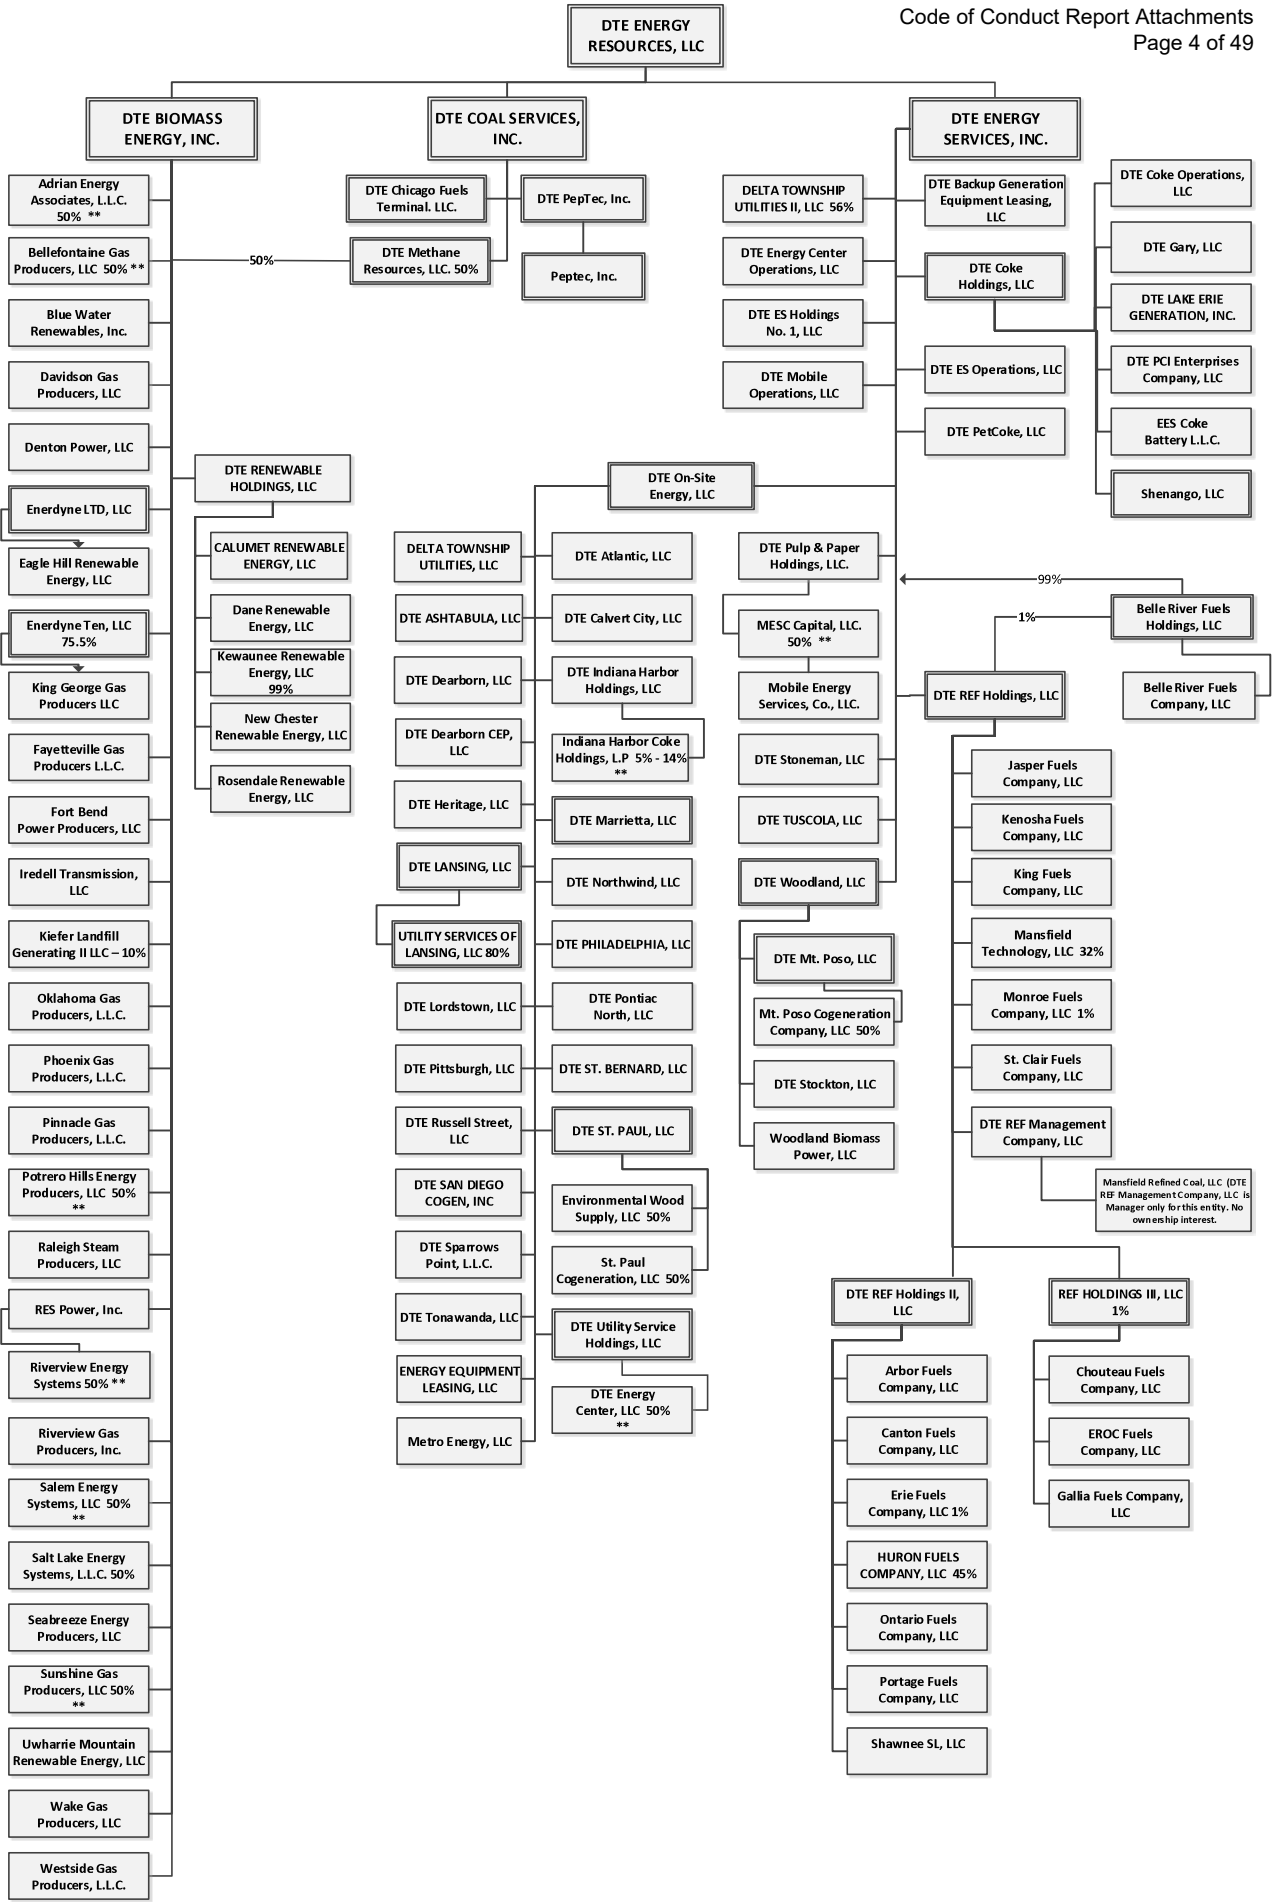 Code of Conduct Report Attachments
Page 4 of 49
DTE ENERGY
RESOURCES, LLC
DTE BIOMASS
ENERGY, INC.
DTE COAL SERVICES,
INC.
DTE ENERGY
SERVICES, INC.
Adrian Energy
Associates, L.L.C.
50% **
Bellefontaine Gas
Producers, LLC 50% **
Blue Water
Renewables, Inc.
Davidson Gas
Producers, LLC
Denton Power, LLC
Enerdyne LTD, LLC
Eagle Hill Renewable
Energy, LLC
Enerdyne Ten, LLC
75.5%
King George Gas
Producers LLC
Fayetteville Gas
Producers L.L.C.
Fort Bend
Power Producers, LLC
Iredell Transmission,
LLC
Kiefer Landfill
Generating II LLC – 10%
Oklahoma Gas
Producers, L.L.C.
Phoenix Gas
Producers, L.L.C.
Pinnacle Gas
Producers, L.L.C.
Potrero Hills Energy
Producers, LLC 50%
**
Raleigh Steam
Producers, LLC
RES Power, Inc.
Riverview Energy
Systems 50% **
Riverview Gas
Producers, Inc.
Salem Energy
Systems, LLC 50%
**
Salt Lake Energy
Systems, L.L.C. 50%
Seabreeze Energy
Producers, LLC
Sunshine Gas
Producers, LLC 50%
**
Uwharrie Mountain
Renewable Energy, LLC
Wake Gas
Producers, LLC
Westside Gas
Producers, L.L.C.
DTE RENEWABLE
HOLDINGS, LLC
CALUMET RENEWABLE
ENERGY, LLC
Dane Renewable
Energy, LLC
Kewaunee Renewable
Energy, LLC
99%
New Chester
Renewable Energy, LLC
Rosendale Renewable
Energy, LLC
50%
DTE Chicago Fuels
Terminal. LLC.
DTE PepTec, Inc.
DTE Methane
Resources, LLC. 50%
Peptec, Inc.
DELTA TOWNSHIP
UTILITIES II, LLC 56%
DTE Energy Center
Operations, LLC
DTE ES Holdings
No. 1, LLC
DTE Mobile
Operations, LLC
DTE Backup Generation
Equipment Leasing,
LLC
DTE Coke
Holdings, LLC
DTE ES Operations, LLC
DTE PetCoke, LLC
DTE Coke Operations,
LLC
DTE Gary, LLC
DTE LAKE ERIE
GENERATION, INC.
DTE PCI Enterprises
Company, LLC
EES Coke
Battery L.L.C.
Shenango, LLC
DTE On-Site
Energy, LLC
DELTA TOWNSHIP
UTILITIES, LLC
DTE ASHTABULA, LLC
DTE Dearborn, LLC
DTE Dearborn CEP,
LLC
DTE Heritage, LLC
DTE LANSING, LLC
UTILITY SERVICES OF
LANSING, LLC 80%
DTE Lordstown, LLC
DTE Pittsburgh, LLC
DTE Russell Street,
LLC
DTE SAN DIEGO
COGEN, INC
DTE Sparrows
Point, L.L.C.
DTE Tonawanda, LLC
ENERGY EQUIPMENT
LEASING, LLC
Metro Energy, LLC
DTE Atlantic, LLC
DTE Calvert City, LLC
DTE Indiana Harbor
Holdings, LLC
Indiana Harbor Coke
Holdings, L.P 5% - 14%
**
DTE Marrietta, LLC
DTE Northwind, LLC
DTE PHILADELPHIA, LLC
DTE Pontiac
North, LLC
DTE ST. BERNARD, LLC
DTE ST. PAUL, LLC
Environmental Wood
Supply, LLC 50%
St. Paul
Cogeneration, LLC 50%
DTE Utility Service
Holdings, LLC
DTE Energy
Center, LLC 50%
**
DTE Pulp & Paper
Holdings, LLC.
MESC Capital, LLC.
50% **
Mobile Energy
Services, Co., LLC.
DTE Stoneman, LLC
DTE TUSCOLA, LLC
DTE Woodland, LLC
DTE Mt. Poso, LLC
Mt. Poso Cogeneration
Company, LLC 50%
DTE Stockton, LLC
Woodland Biomass
Power, LLC
99%
1%
Belle River Fuels
Holdings, LLC
Belle River Fuels
Company, LLC
DTE REF Holdings, LLC
Jasper Fuels
Company, LLC
Kenosha Fuels
Company, LLC
King Fuels
Company, LLC
Mansfield
Technology, LLC 32%
Monroe Fuels
Company, LLC 1%
St. Clair Fuels
Company, LLC
DTE REF Management
Company, LLC
Mansfield Refined Coal, LLC (DTE
REF Management Company, LLC is
Manager only for this entity. No
ownership interest.
DTE REF Holdings II,
LLC
Arbor Fuels
Company, LLC
Canton Fuels
Company, LLC
Erie Fuels
Company, LLC 1%
HURON FUELS
COMPANY, LLC 45%
Ontario Fuels
Company, LLC
Portage Fuels
Company, LLC
Shawnee SL, LLC
REF HOLDINGS III, LLC
1%
Chouteau Fuels
Company, LLC
EROC Fuels
Company, LLC
Gallia Fuels Company,
LLC